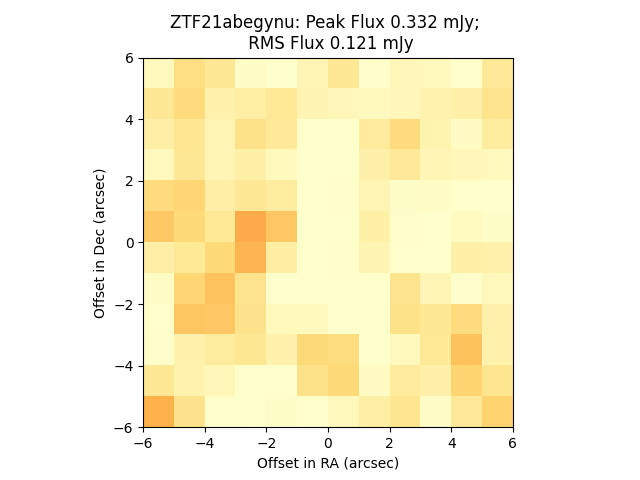 ZTF21abegynu: Peak Flux 0.332 mJy;
RMS Flux 0.121 mJy
6
4
2
0
−2
−4
−6
Offset in Dec (arcsec)
−6 −4 −2 0 2 4 6
Offset in RA (arcsec)